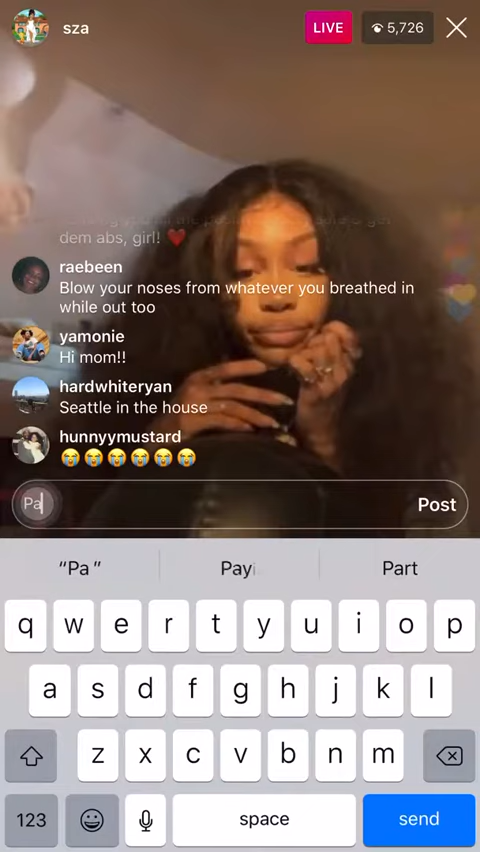 sza
LIVE
5,726
dem abs, girl! ❤️
raebeen
Blow your noses from whatever you breathed in
while out too
yamonie
Hi mom!!
hardwhiteryan
Seattle in the house
hunnyymustard
😭😭😭😭😭😭
Pa
Post
“Pa”
Payi
Part
q w e r t y u i o p
a s d f g h j k l
z x c v b n m
123
space
send